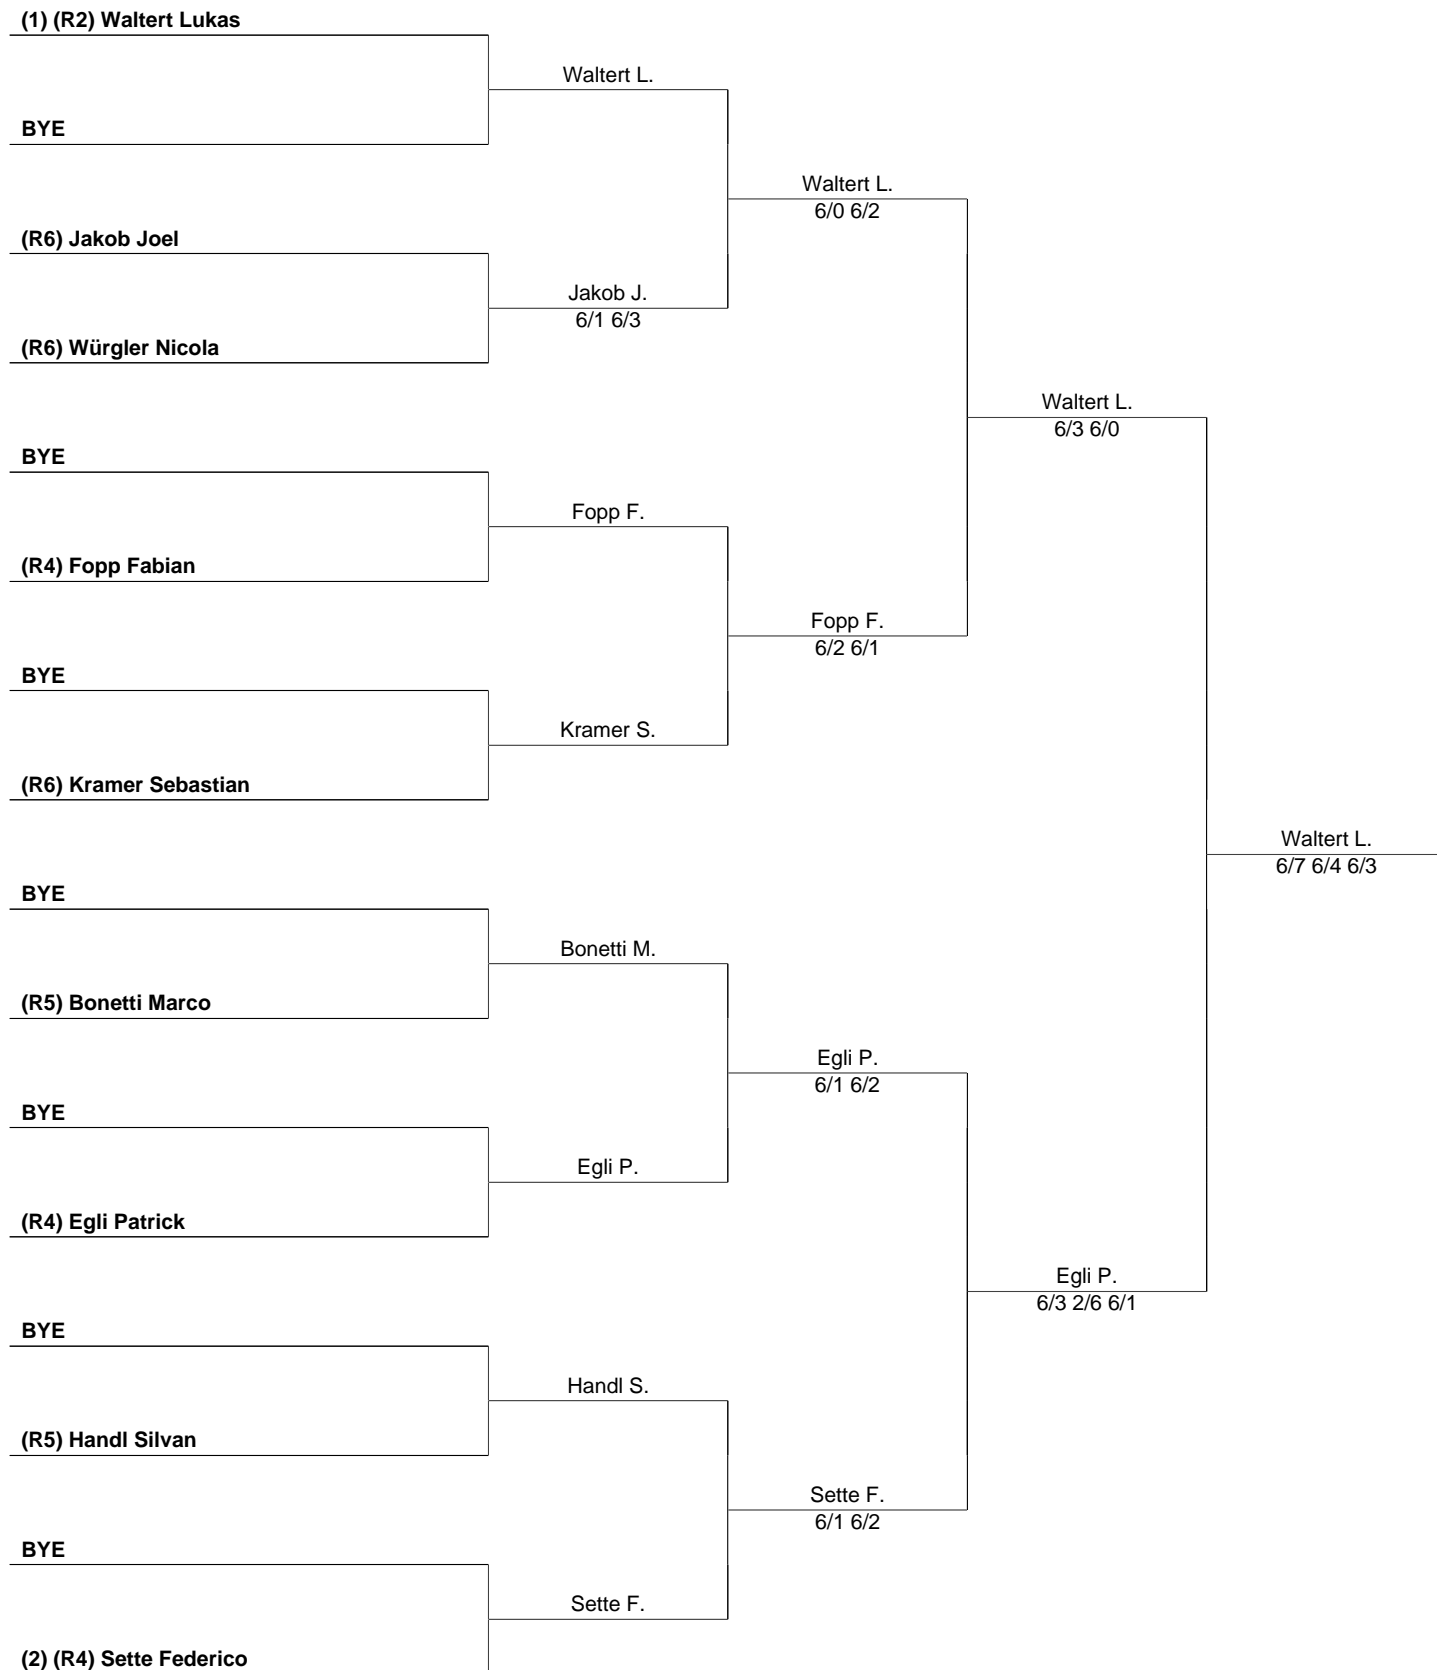 (1) (R2) Waltert Lukas
Waltert L.
BYE
Waltert L.
6/0 6/2
(R6) Jakob Joel
Jakob J.
6/1 6/3
(R6) Würgler Nicola
Waltert L.
6/3 6/0
BYE
Fopp F.
(R4) Fopp Fabian
Fopp F.
6/2 6/1
BYE
Kramer S.
(R6) Kramer Sebastian
Waltert L.
6/7 6/4 6/3
BYE
Bonetti M.
(R5) Bonetti Marco
Egli P.
6/1 6/2
BYE
Egli P.
(R4) Egli Patrick
Egli P.
6/3 2/6 6/1
BYE
Handl S.
(R5) Handl Silvan
Sette F.
6/1 6/2
BYE
Sette F.
(2) (R4) Sette Federico